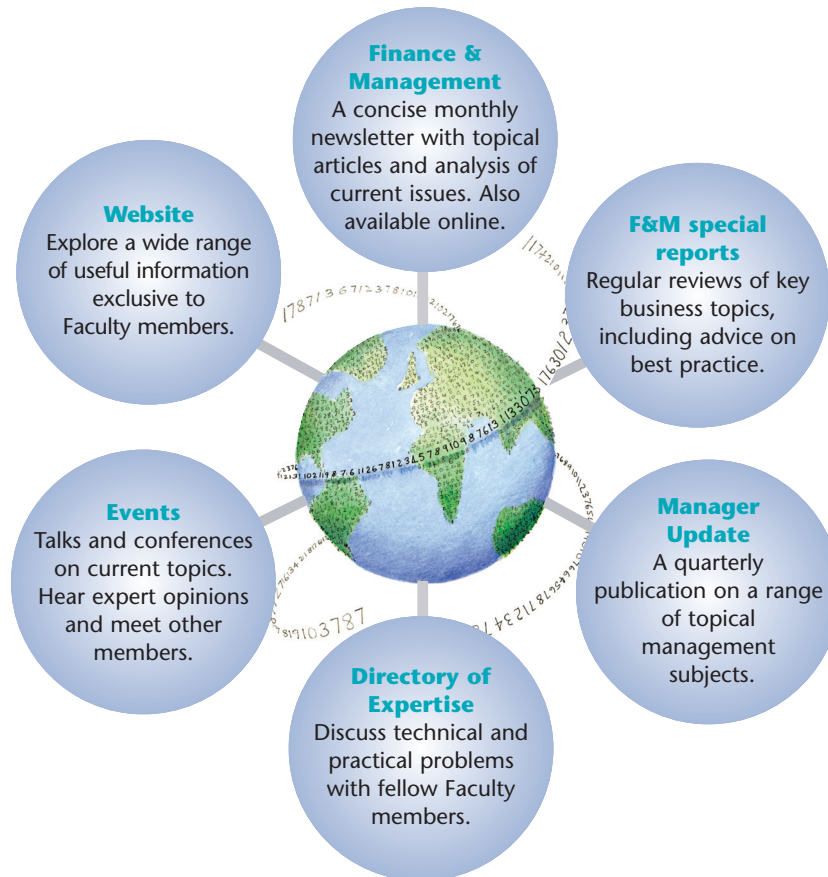 Finance &
Management
A concise monthly
newsletter with topical
articles and analysis of
current issues. Also
available online.
Website
Explore a wide range
of useful information
exclusive to
Faculty members.
F&M special
reports
Regular reviews of key
business topics,
including advice on
best practice.
Events
Talks and conferences
on current topics.
Hear expert opinions
and meet other
members.
Manager
Update
A quarterly
publication on a range
of topical
management
subjects.
Directory of
Expertise
Discuss technical and
practical problems
with fellow Faculty
members.